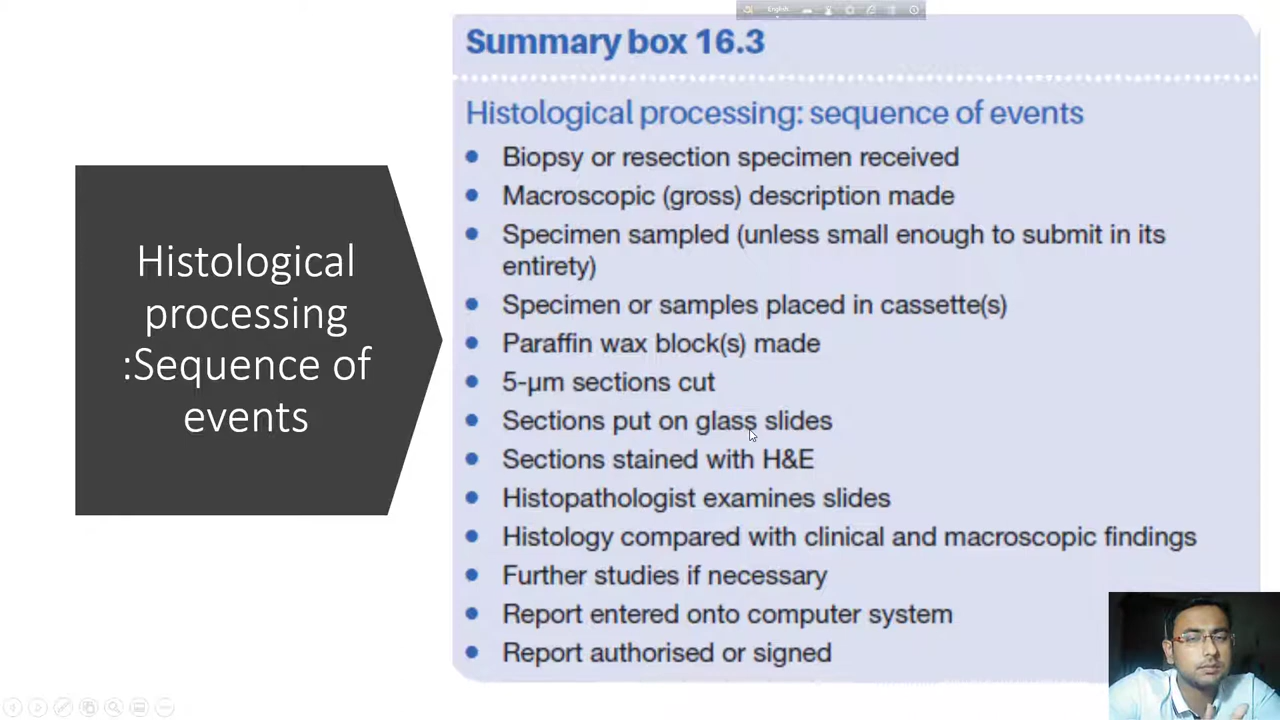 English
Summary box 16.3
Histological processing: sequence of events
Biopsy or resection specimen received
Macroscopic (gross) description made
Specimen sampled (unless small enough to submit in its
entirety)
Specimen or samples placed in cassette(s)
Paraffin wax block(s) made
5-μm sections cut
Sections put on glass slides
Sections stained with H&E
Histopathologist examines slides
Histology compared with clinical and macroscopic findings
Further studies if necessary
Report entered onto computer system
Report authorised or signed
Histological
processing
:Sequence of
events